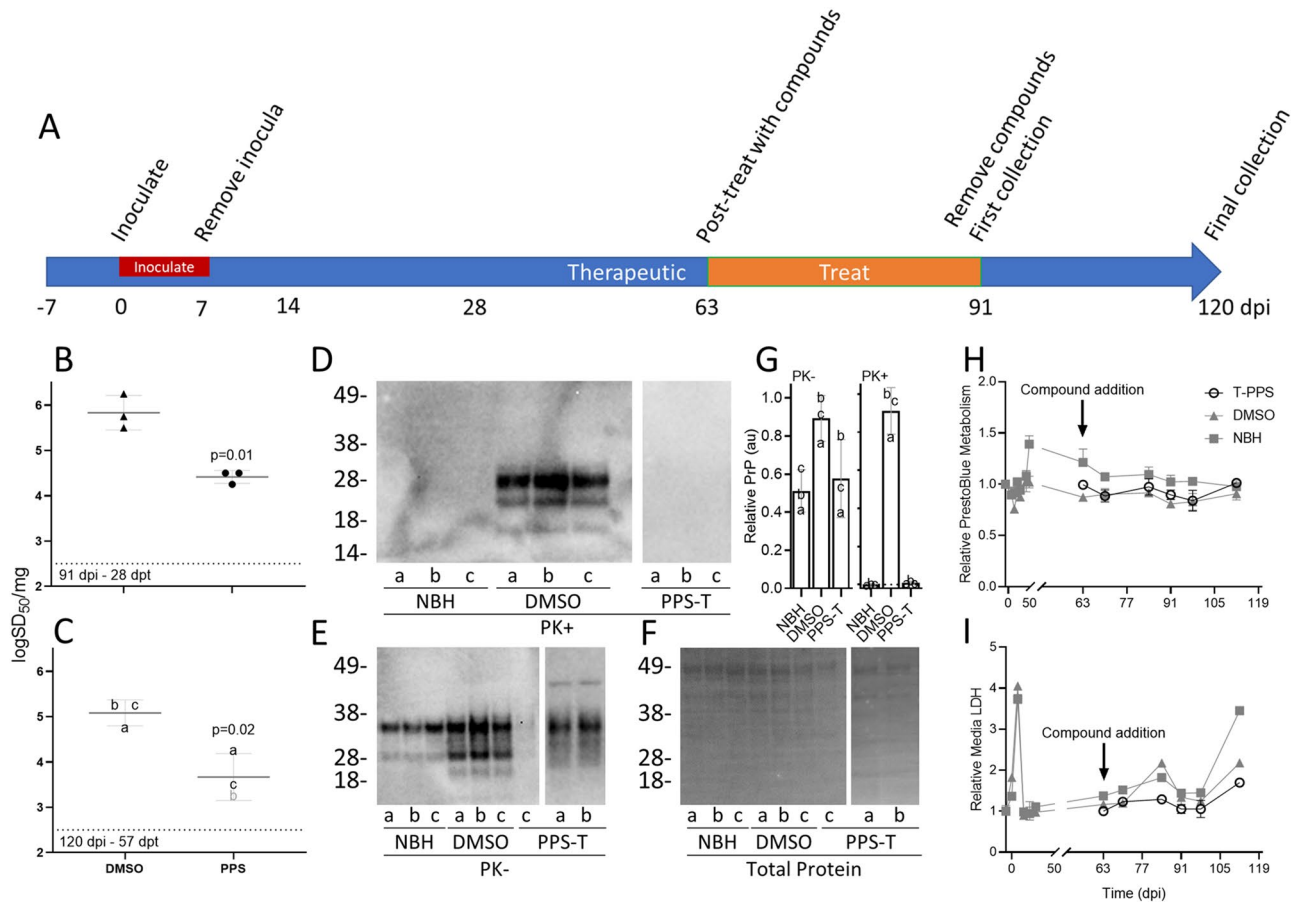 A
Inoculate
Remove inocula
Post-treat with compounds
Remove compounds
First collection
Final collection
Inoculate
Therapeutic
Treat
-7 0 7 14 28 63 91 120 dpi
B
6
5
4
3
2
p=0.01
91 dpi - 28 dpt
logSD50/mg
C
6
5
4
3
2
b c
a
p=0.02
a
c
b
120 dpi - 57 dpt
DMSO PPS
D
49-
38-
28-
18-
14-
a b c a b c a b c
NBH DMSO PPS-T
PK+
E
49-
38-
28-
18-
a b c a b c c a b
NBH DMSO PPS-T
PK-
G
PK- PK+
Relative PrP (au)
1.0
0.8
0.6
0.4
0.2
0.0
c
b
a
b
c
a
b
c
a
b c
a
NBH DMSO PPS-T NBH DMSO PPS-T
F
49-
38-
28-
18-
a b c a b c c a b
NBH DMSO PPS-T
Total Protein
H
Relative PrestoBlue Metabolism
2.0
1.5
1.0
0.5
0.0
Compound addition
T-PPS
DMSO
NBH
0 50 63 77 91 105 119
I
Relative Media LDH
5
4
3
2
1
0
Compound addition
0 50 63 77 91 105 119
Time (dpi)